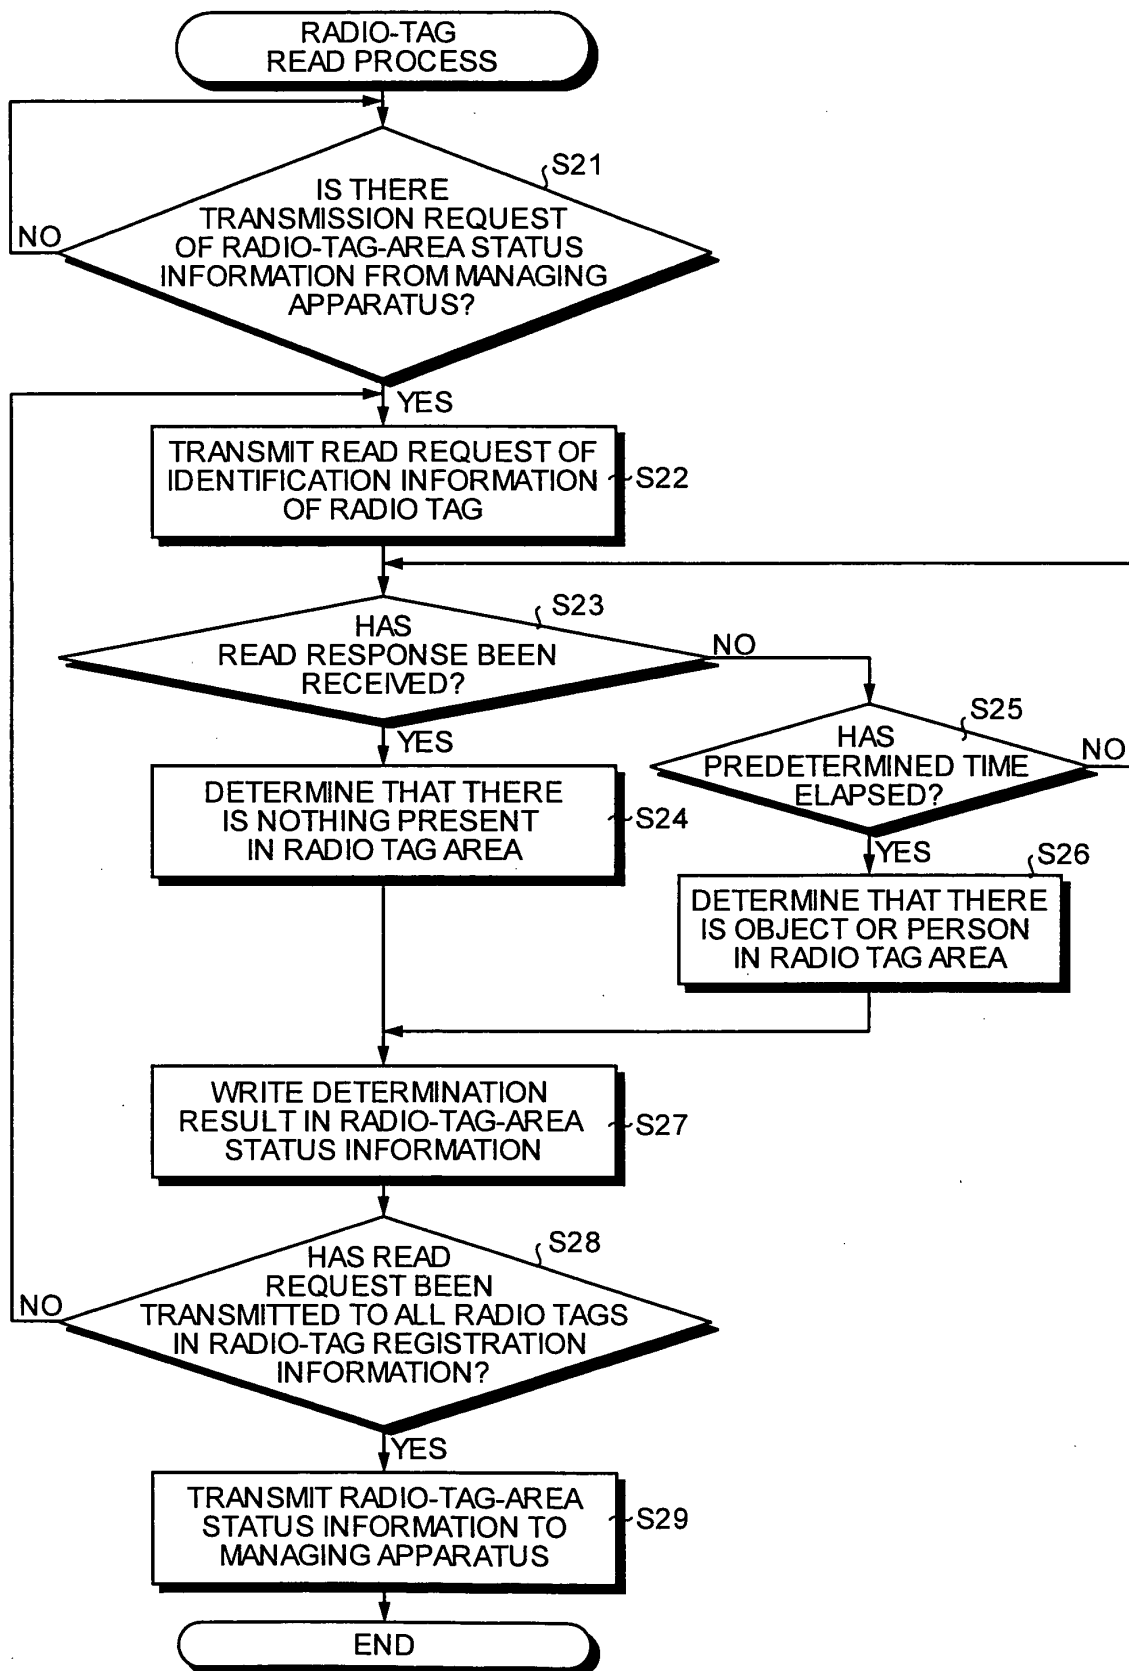 RADIO-TAG
READ PROCESS
S21
IS THERE
TRANSMISSION REQUEST
OF RADIO-TAG-AREA STATUS
INFORMATION FROM MANAGING
APPARATUS?
NO
YES
TRANSMIT READ REQUEST OF
IDENTIFICATION INFORMATION
OF RADIO TAG
S22
S23
HAS
READ RESPONSE BEEN
RECEIVED?
NO
YES
S25
HAS
PREDETERMINED TIME
ELAPSED?
NO
YES
DETERMINE THAT THERE
IS NOTHING PRESENT
IN RADIO TAG AREA
S24
S26
DETERMINE THAT THERE
IS OBJECT OR PERSON
IN RADIO TAG AREA
WRITE DETERMINATION
RESULT IN RADIO-TAG-AREA
STATUS INFORMATION
S27
S28
HAS READ
REQUEST BEEN
TRANSMITTED TO ALL RADIO TAGS
IN RADIO-TAG REGISTRATION
INFORMATION?
NO
YES
TRANSMIT RADIO-TAG-AREA
STATUS INFORMATION TO
MANAGING APPARATUS
S29
END